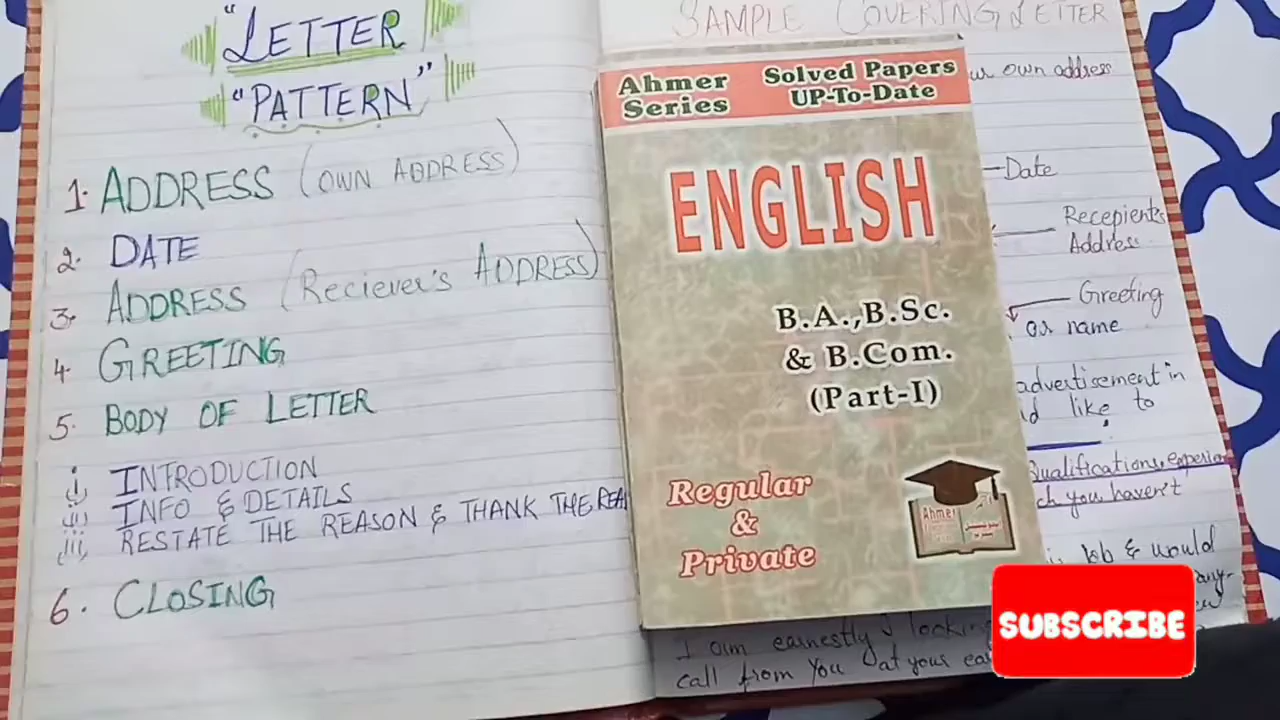 "LETTER
"PATTERN"
1. ADDRESS (OWN ADDRESS)
2. DATE
3. ADDRESS (Reciever's ADDRESS)
4. GREETING
5. BODY OF LETTER
i) INTRODUCTION
ii) INFO & DETAILS
iii) RESTATE THE REASON & THANK THE REA
6. CLOSING
SAMPLE COVERING LETTER
own address
Date
Recepients
Address
Greeting
or name
advertisement in
like to
Qualifications, experien
you haven't
Job & would
I am earnestly looking
call from You at your
Ahmer
Series
Solved Papers
UP-To-Date
ENGLISH
B.A.,B.Sc.
& B.Com.
(Part-I)
Regular
&
Private
Ahmer
SUBSCRIBE